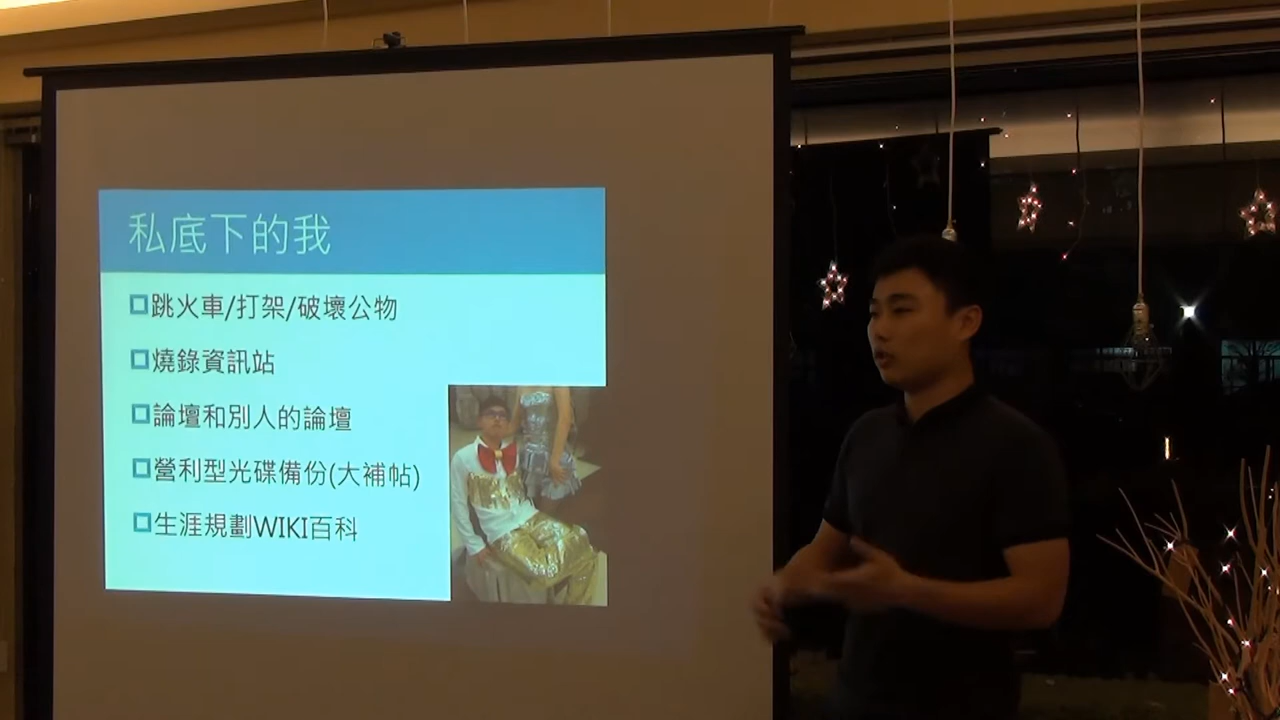 私底下的我
跳火車/打架/破壞公物
燒錄資訊站
論壇和別人的論壇
營利型光碟備份(大補帖)
生涯規劃WIKI百科